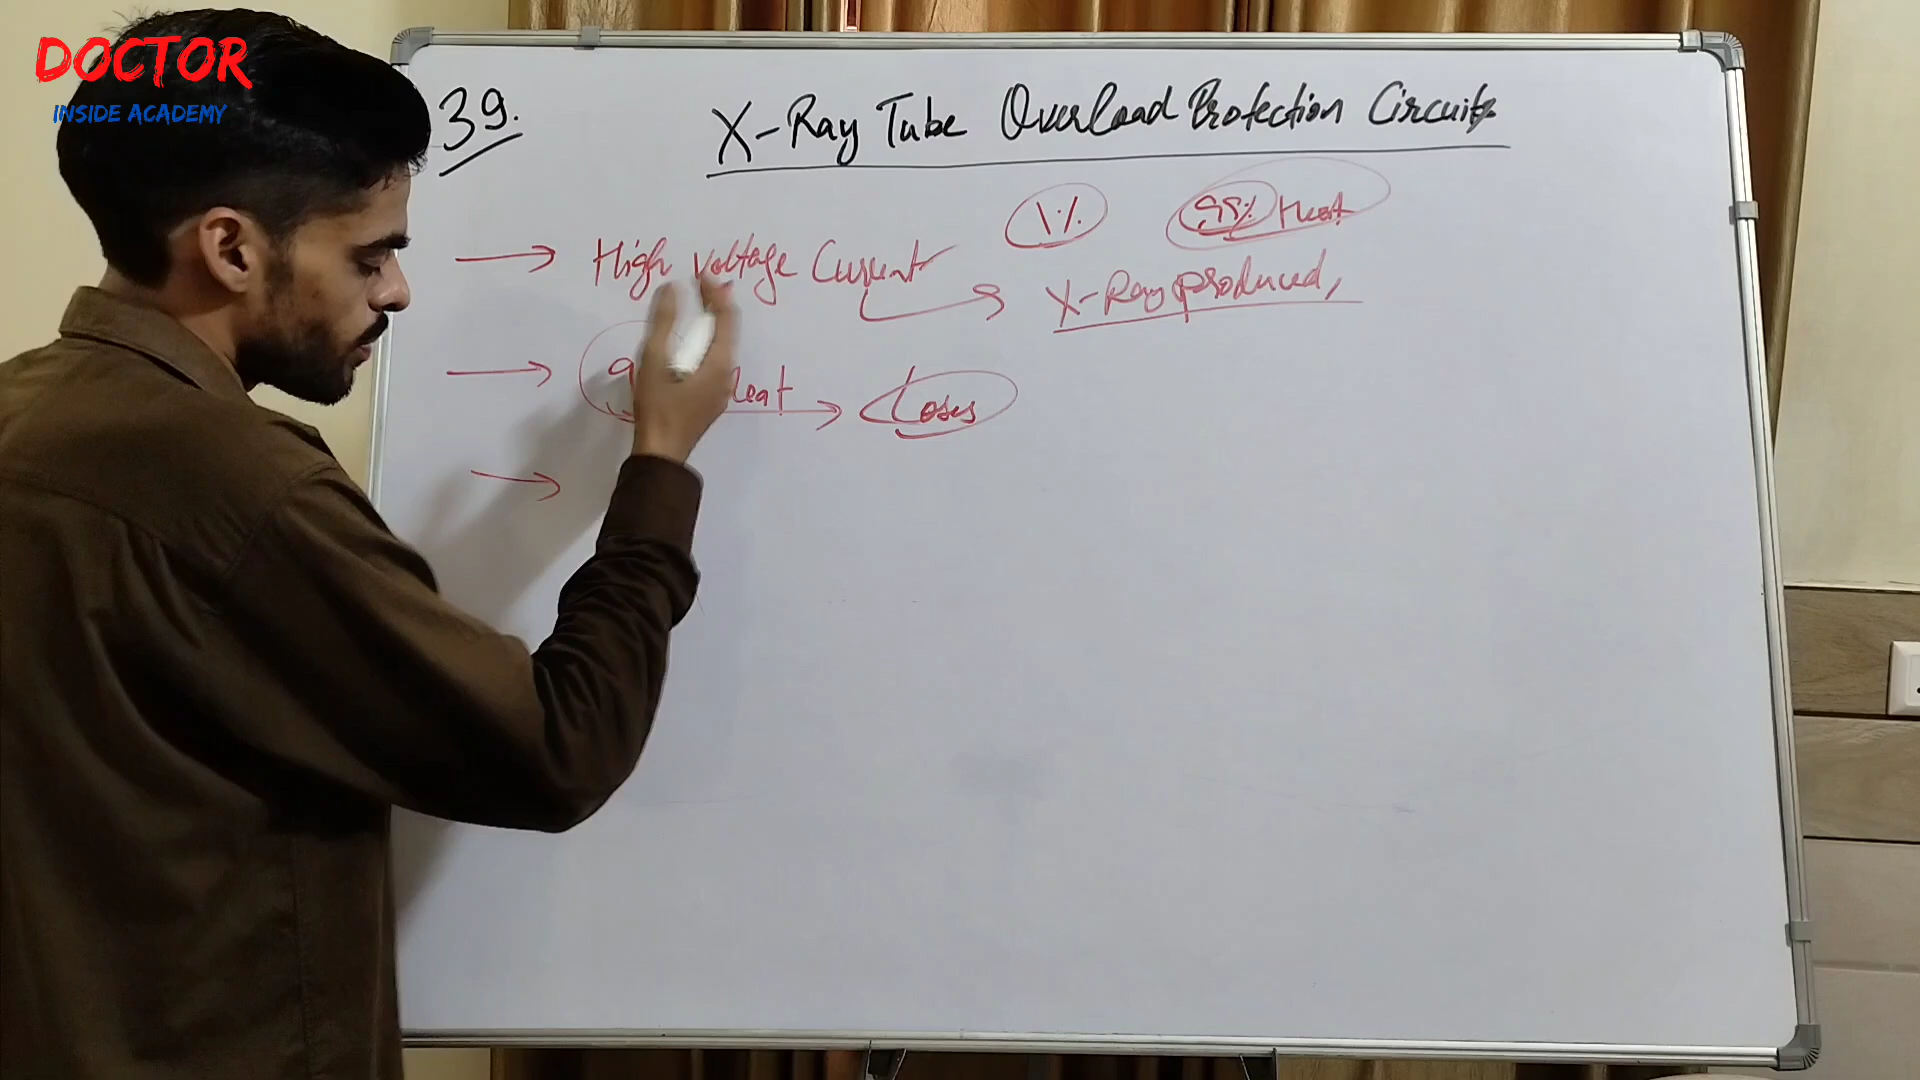 DOCTOR
INSIDE ACADEMY
39.
X-Ray Tube Overload Protection Circuits
1% 99% Heat
High Voltage Current
X-Ray produced,
9 Heat Loses